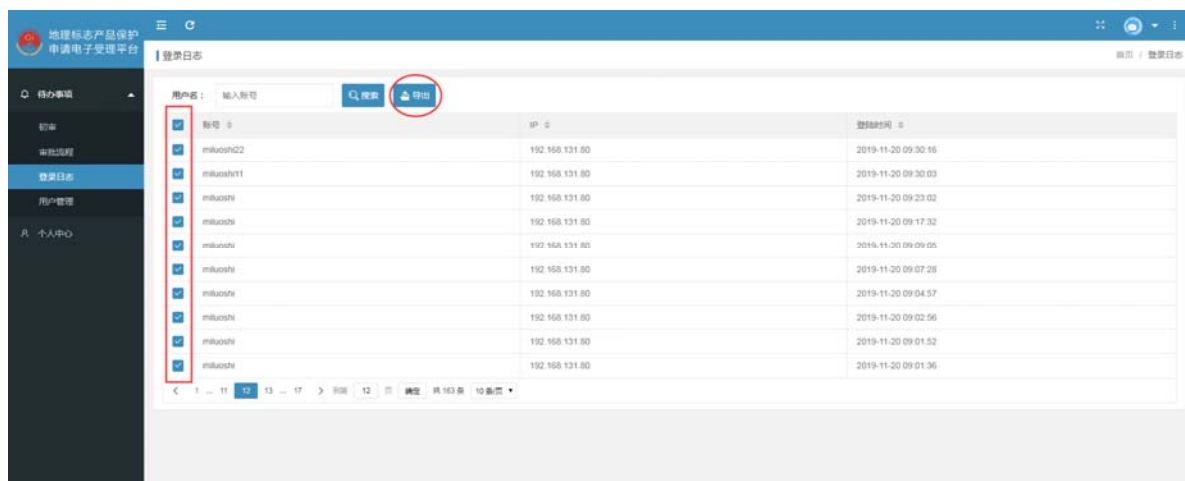 地理标志产品保护
申请电子受理平台
登录日志
首页 / 登录日志
待办事项
初审
审批流程
登录日志
用户管理
个人中心
用户名： 输入账号 搜索 导出
账号 IP 登陆时间
miluoshi22 192.168.131.80 2019-11-20 09:30:16
miluoshi11 192.168.131.80 2019-11-20 09:30:03
miluoshi 192.168.131.80 2019-11-20 09:23:02
miluoshi 192.168.131.80 2019-11-20 09:17:32
miluoshi 192.168.131.80 2019-11-20 09:09:05
miluoshi 192.168.131.80 2019-11-20 09:07:28
miluoshi 192.168.131.80 2019-11-20 09:04:57
miluoshi 192.168.131.80 2019-11-20 09:02:56
miluoshi 192.168.131.80 2019-11-20 09:01:52
miluoshi 192.168.131.80 2019-11-20 09:01:36
1 ... 11 12 13 ... 17 到第 12 页 确定 共 163 条 10 条/页